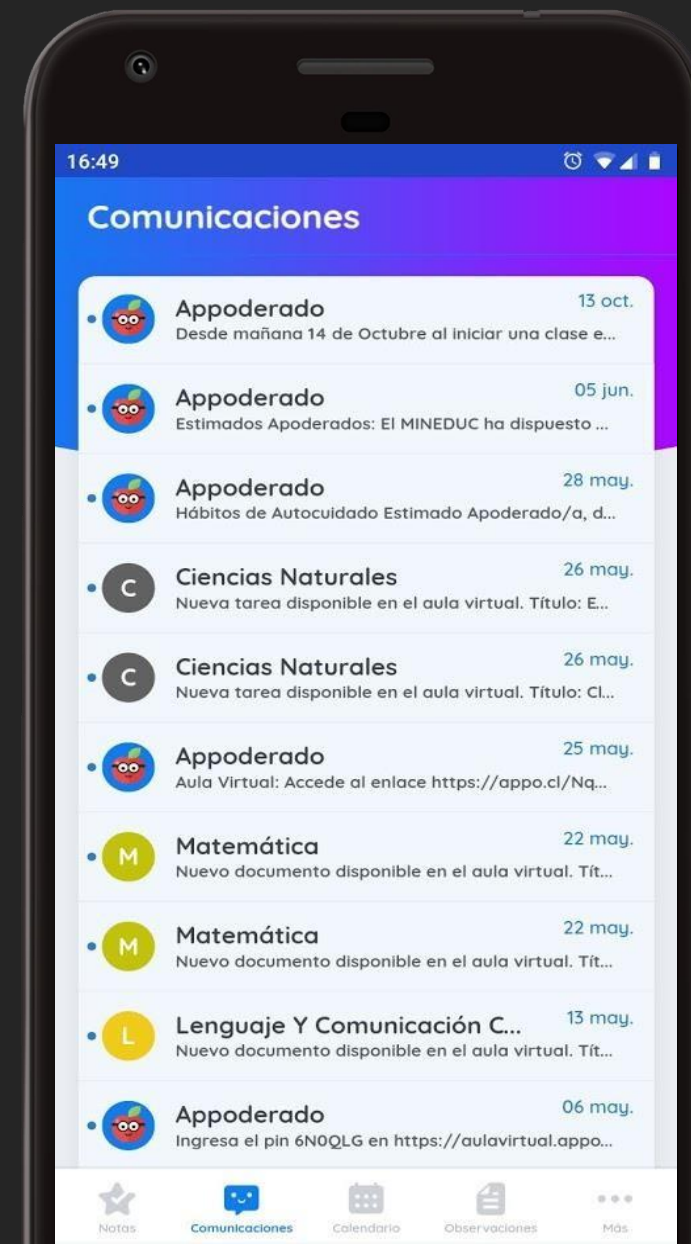 16:49
Comunicaciones
Appoderado
13 oct.
Desde mañana 14 de Octubre al iniciar una clase e...
Appoderado
05 jun.
Estimados Apoderados: El MINEDUC ha dispuesto ...
Appoderado
28 may.
Hábitos de Autocuidado Estimado Apoderado/a, d...
C
Ciencias Naturales
26 may.
Nueva tarea disponible en el aula virtual. Título: E...
C
Ciencias Naturales
26 may.
Nueva tarea disponible en el aula virtual. Título: Cl...
Appoderado
25 may.
Aula Virtual: Accede al enlace https://appo.cl/Nq...
M
Matemática
22 may.
Nuevo documento disponible en el aula virtual. Tít...
M
Matemática
22 may.
Nuevo documento disponible en el aula virtual. Tít...
L
Lenguaje Y Comunicación C...
13 may.
Nuevo documento disponible en el aula virtual. Tít...
Appoderado
06 may.
Ingresa el pin 6N0QLG en https://aulavirtual.appo...
Notas
Comunicaciones
Calendario
Observaciones
Más